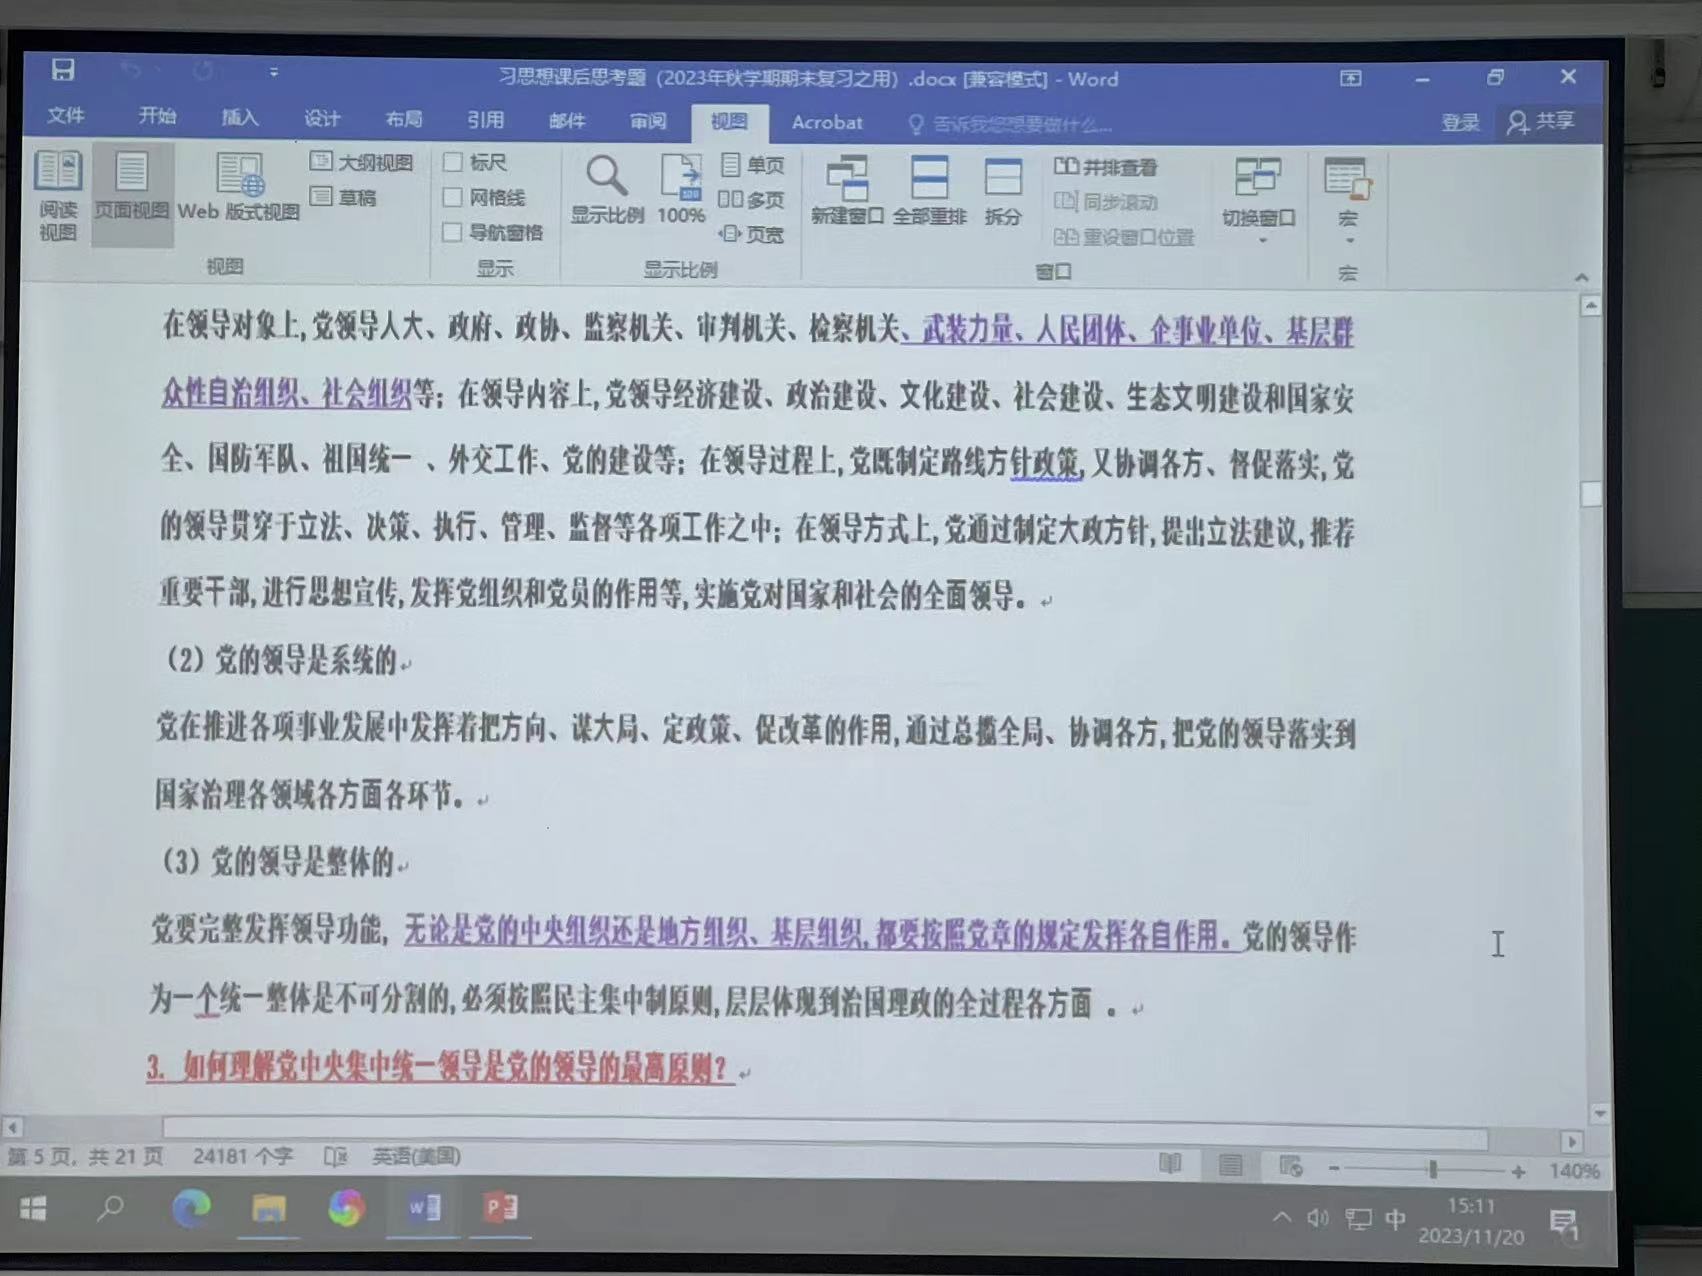 习思想课后思考题（2023年秋学期期末复习之用）.docx [兼容模式] - Word
文件 开始 插入 设计 布局 引用 邮件 审阅 视图 Acrobat 告诉我您想要做什么... 登录 共享
阅读视图 页面视图 Web 版式视图 大纲视图 草稿
标尺 网格线 导航窗格
显示比例 100% 单页 多页 页宽
新建窗口 全部重排 拆分 并排查看 同步滚动 重设窗口位置 切换窗口 宏
视图 显示 显示比例 窗口 宏
在领导对象上,党领导人大、政府、政协、监察机关、审判机关、检察机关、武装力量、人民团体、企事业单位、基层群
众性自治组织、社会组织等；在领导内容上,党领导经济建设、政治建设、文化建设、社会建设、生态文明建设和国家安
全、国防军队、祖国统一 、外交工作、党的建设等；在领导过程上,党既制定路线方针政策,又协调各方、督促落实,党
的领导贯穿于立法、决策、执行、管理、监督等各项工作之中；在领导方式上,党通过制定大政方针,提出立法建议,推荐
重要干部,进行思想宣传,发挥党组织和党员的作用等,实施党对国家和社会的全面领导。
（2）党的领导是系统的
党在推进各项事业发展中发挥着把方向、谋大局、定政策、促改革的作用,通过总揽全局、协调各方,把党的领导落实到
国家治理各领域各方面各环节。
（3）党的领导是整体的
党要完整发挥领导功能，无论是党的中央组织还是地方组织、基层组织,都要按照党章的规定发挥各自作用。党的领导作
为一个统一整体是不可分割的,必须按照民主集中制原则,层层体现到治国理政的全过程各方面 。
3. 如何理解党中央集中统一领导是党的领导的最高原则？
第 5 页，共 21 页 24181 个字 英语(美国) 140%
中 15:11
2023/11/20 1